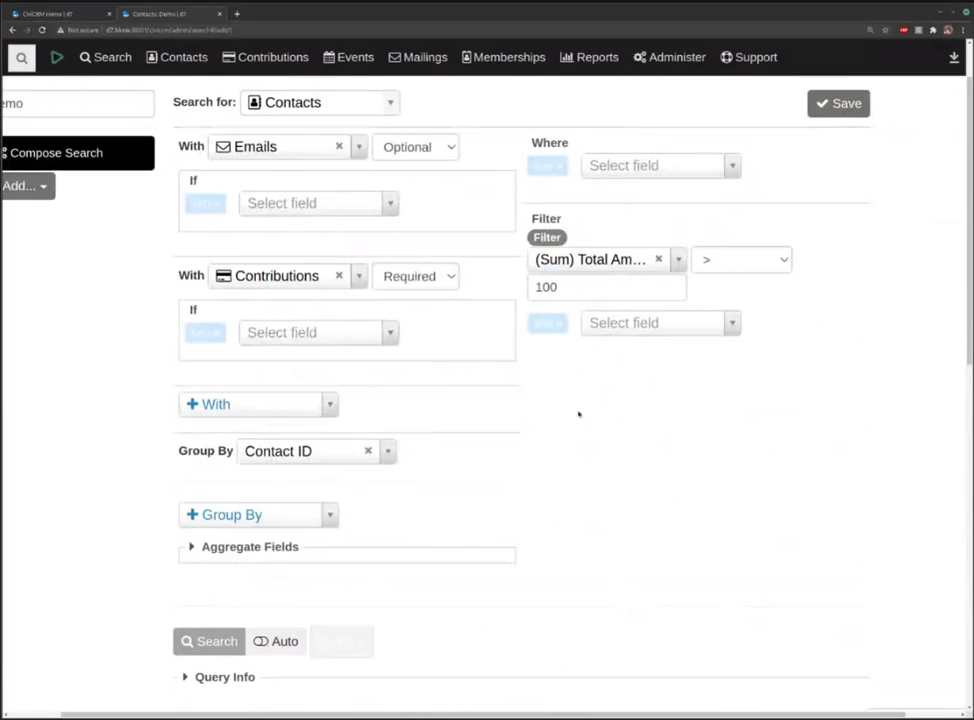 CiviCRM Home | d7
Contacts: Demo | d7
Not secure
d7.bknix:8001/civicrm/admin/search#/edit/1
Search
Contacts
Contributions
Events
Mailings
Memberships
Reports
Administer
Support
emo
Search for:
Contacts
Save
Compose Search
Add...
With
Emails
Optional
If
Select field
With
Contributions
Required
If
Select field
+ With
Group By
Contact ID
+ Group By
Aggregate Fields
Where
Select field
Filter
Filter
(Sum) Total Am...
>
100
Select field
Search
Auto
Query Info